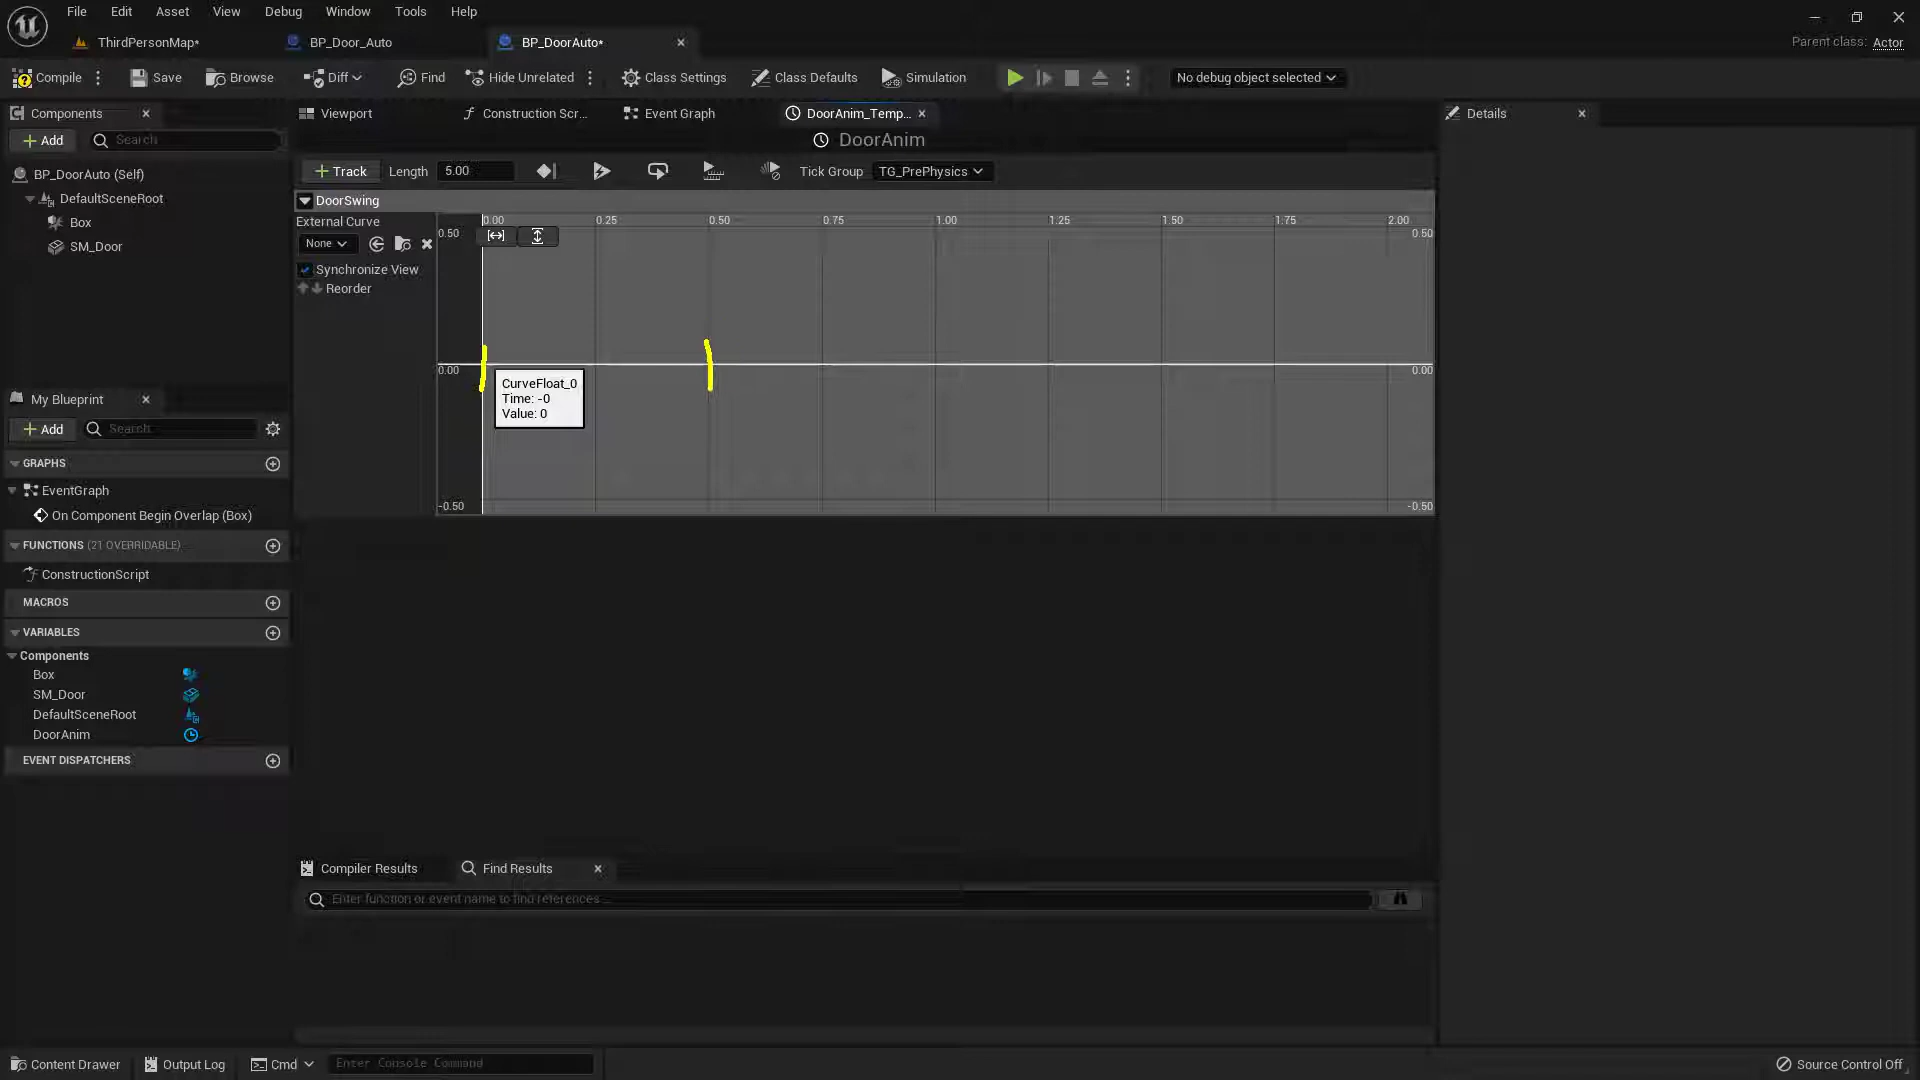 File Edit Asset View Debug Window Tools Help
ThirdPersonMap* BP_Door_Auto BP_DoorAuto* Parent class: Actor
Compile Save Browse Diff Find Hide Unrelated Class Settings Class Defaults Simulation No debug object selected
Components Viewport Construction Scr... Event Graph DoorAnim_Temp... Details
Add Search
DoorAnim
Track Length 5.00 Tick Group TG_PrePhysics
BP_DoorAuto (Self)
DefaultSceneRoot
Box
SM_Door
DoorSwing
External Curve
None
Synchronize View
Reorder
0.00 0.25 0.50 0.75 1.00 1.25 1.50 1.75 2.00
0.50 0.50
0.00 0.00
-0.50 -0.50
CurveFloat_0
Time: -0
Value: 0
My Blueprint
Add Search
GRAPHS
EventGraph
On Component Begin Overlap (Box)
FUNCTIONS (21 OVERRIDABLE)
ConstructionScript
MACROS
VARIABLES
Components
Box
SM_Door
DefaultSceneRoot
DoorAnim
EVENT DISPATCHERS
Compiler Results Find Results
Enter function or event name to find references...
Content Drawer Output Log Cmd Enter Console Command Source Control Off